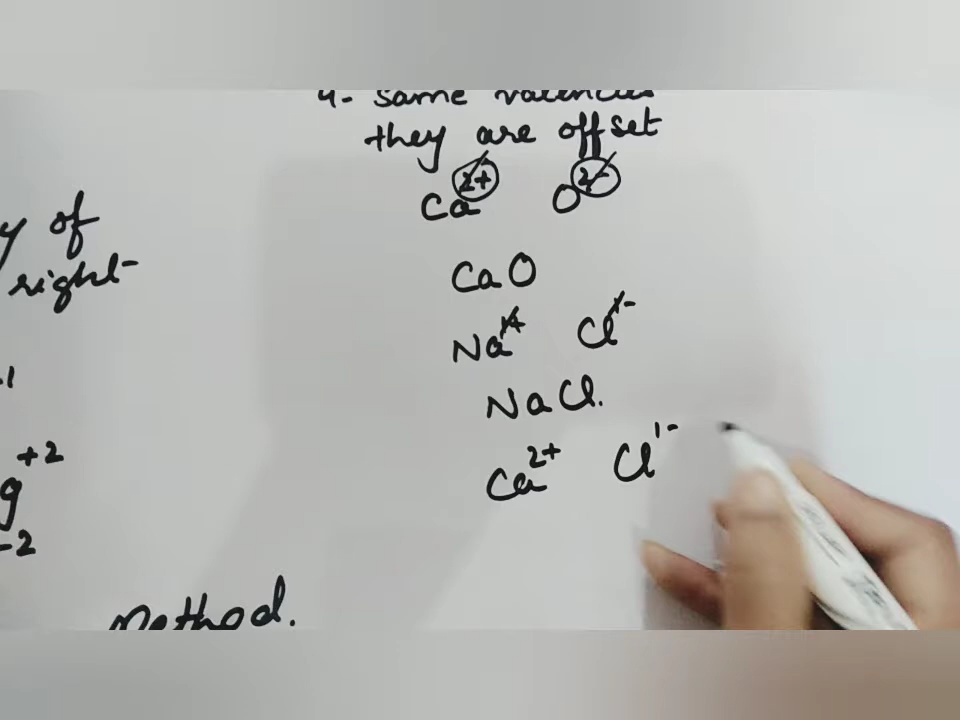 4. Same valencies
they are offset
Ca2+ O2-
y of
right
CaO
Na1+ Cl1-
-1
NaCl.
+2
Ca2+ Cl1-
g
-2
Method.